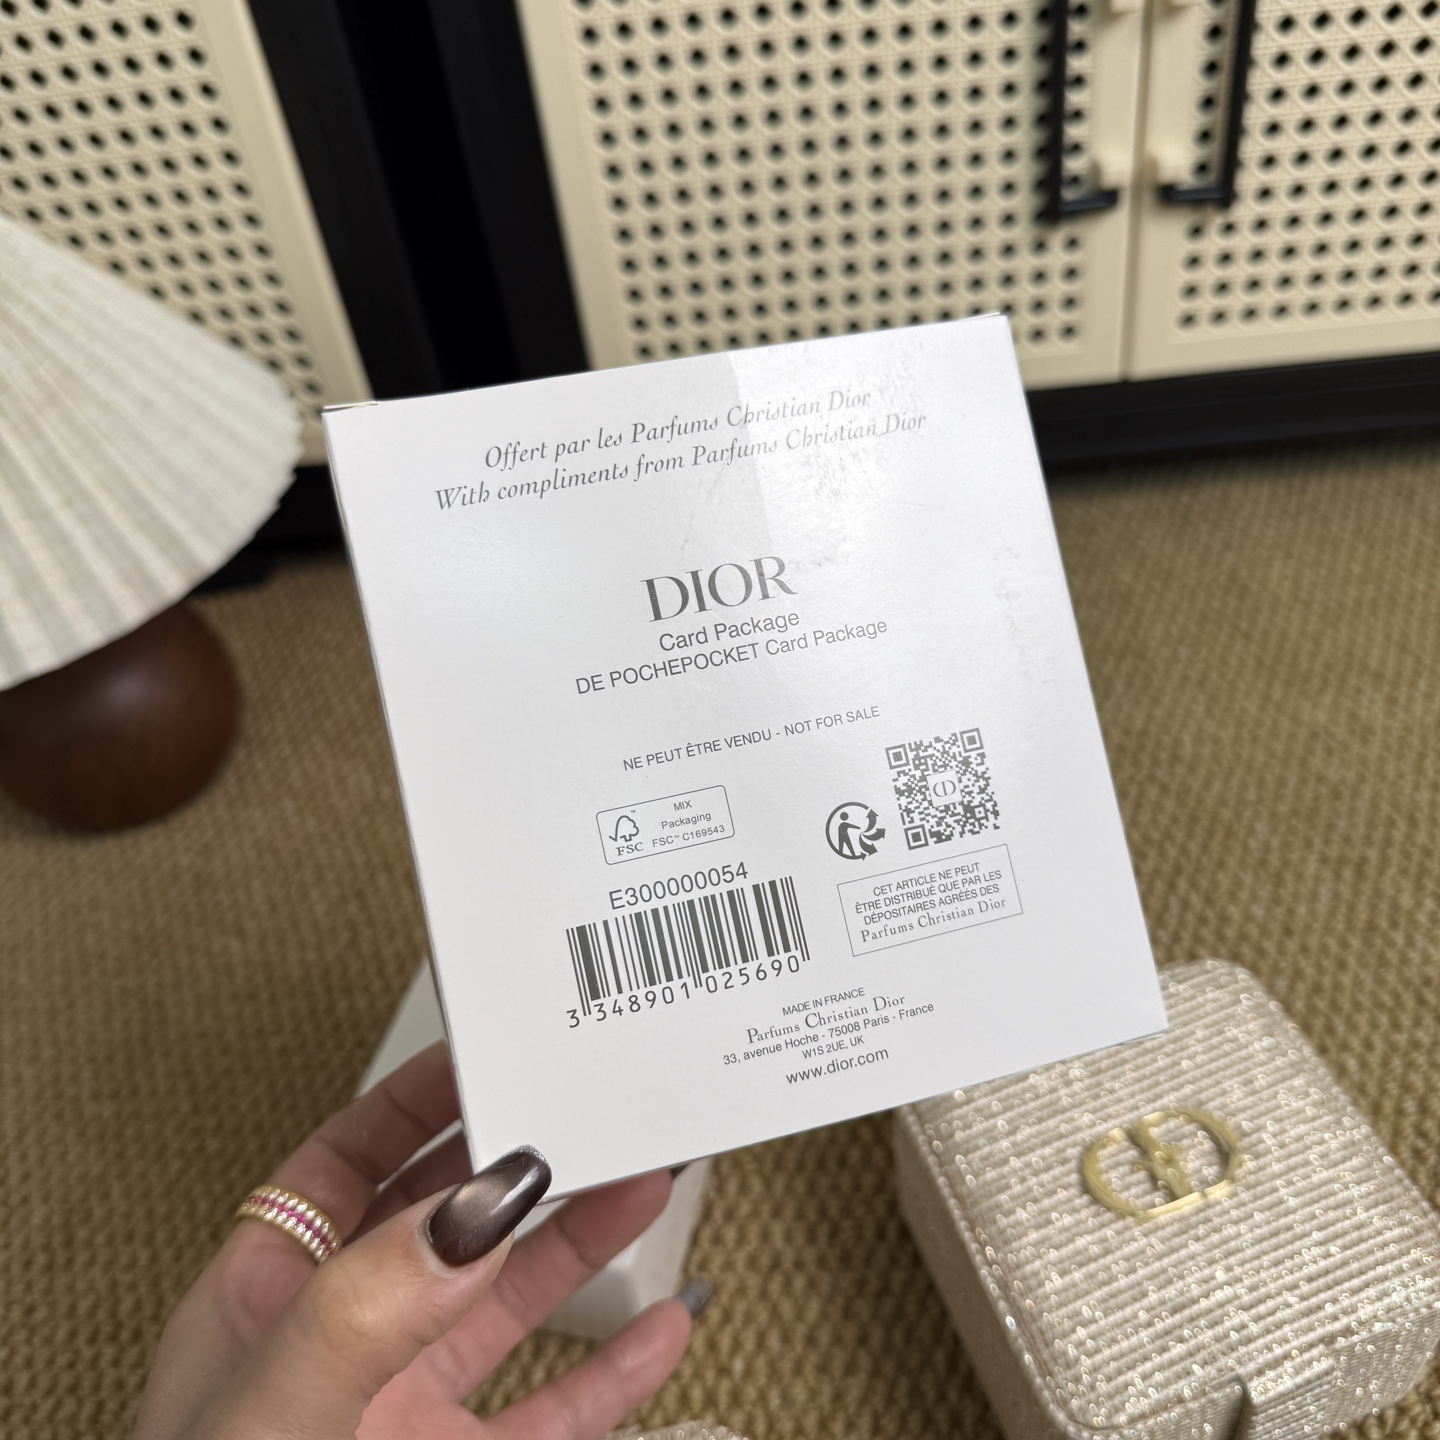 Offert par les Parfums Christian Dior
With compliments from Parfums Christian Dior
DIOR
Card Package
DE POCHEPOCKET Card Package
NE PEUT ÊTRE VENDU - NOT FOR SALE
FSC™
MIX
Packaging
FSC™ C169543
E300000054
3 348901 025690
CET ARTICLE NE PEUT
ÊTRE DISTRIBUÉ QUE PAR LES
DÉPOSITAIRES AGRÉÉS DES
Parfums Christian Dior
MADE IN FRANCE
Parfums Christian Dior
33, avenue Hoche - 75008 Paris - France
W1S 2UE, UK
www.dior.com
CD